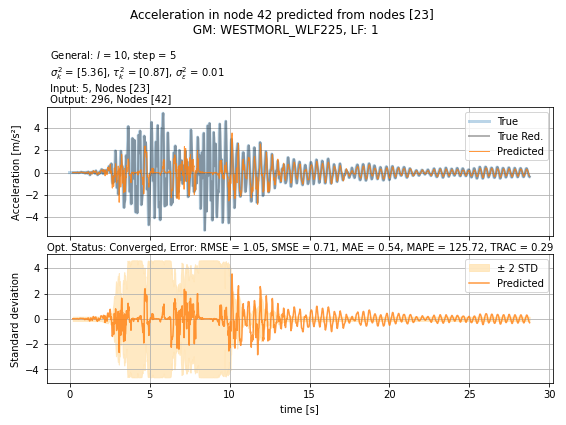 Acceleration in node 42 predicted from nodes [23]
GM: WESTMORL_WLF225, LF: 1
General: l = 10, step = 5
σ²ₖ = [5.36], τ²ₖ = [0.87], σ²ε = 0.01
Input: 5, Nodes [23]
Output: 296, Nodes [42]
Acceleration [m/s²]
4
2
0
−2
−4
True
True Red.
Predicted
Opt. Status: Converged, Error: RMSE = 1.05, SMSE = 0.71, MAE = 0.54, MAPE = 125.72, TRAC = 0.29
Standard deviation
4
2
0
−2
−4
± 2 STD
Predicted
0 5 10 15 20 25 30
time [s]